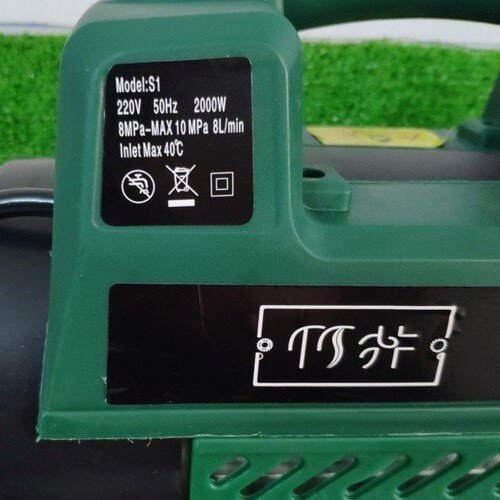 Model:S1
220V 50Hz 2000W
8MPa-MAX 10 MPa 8L/min
Inlet Max 40℃